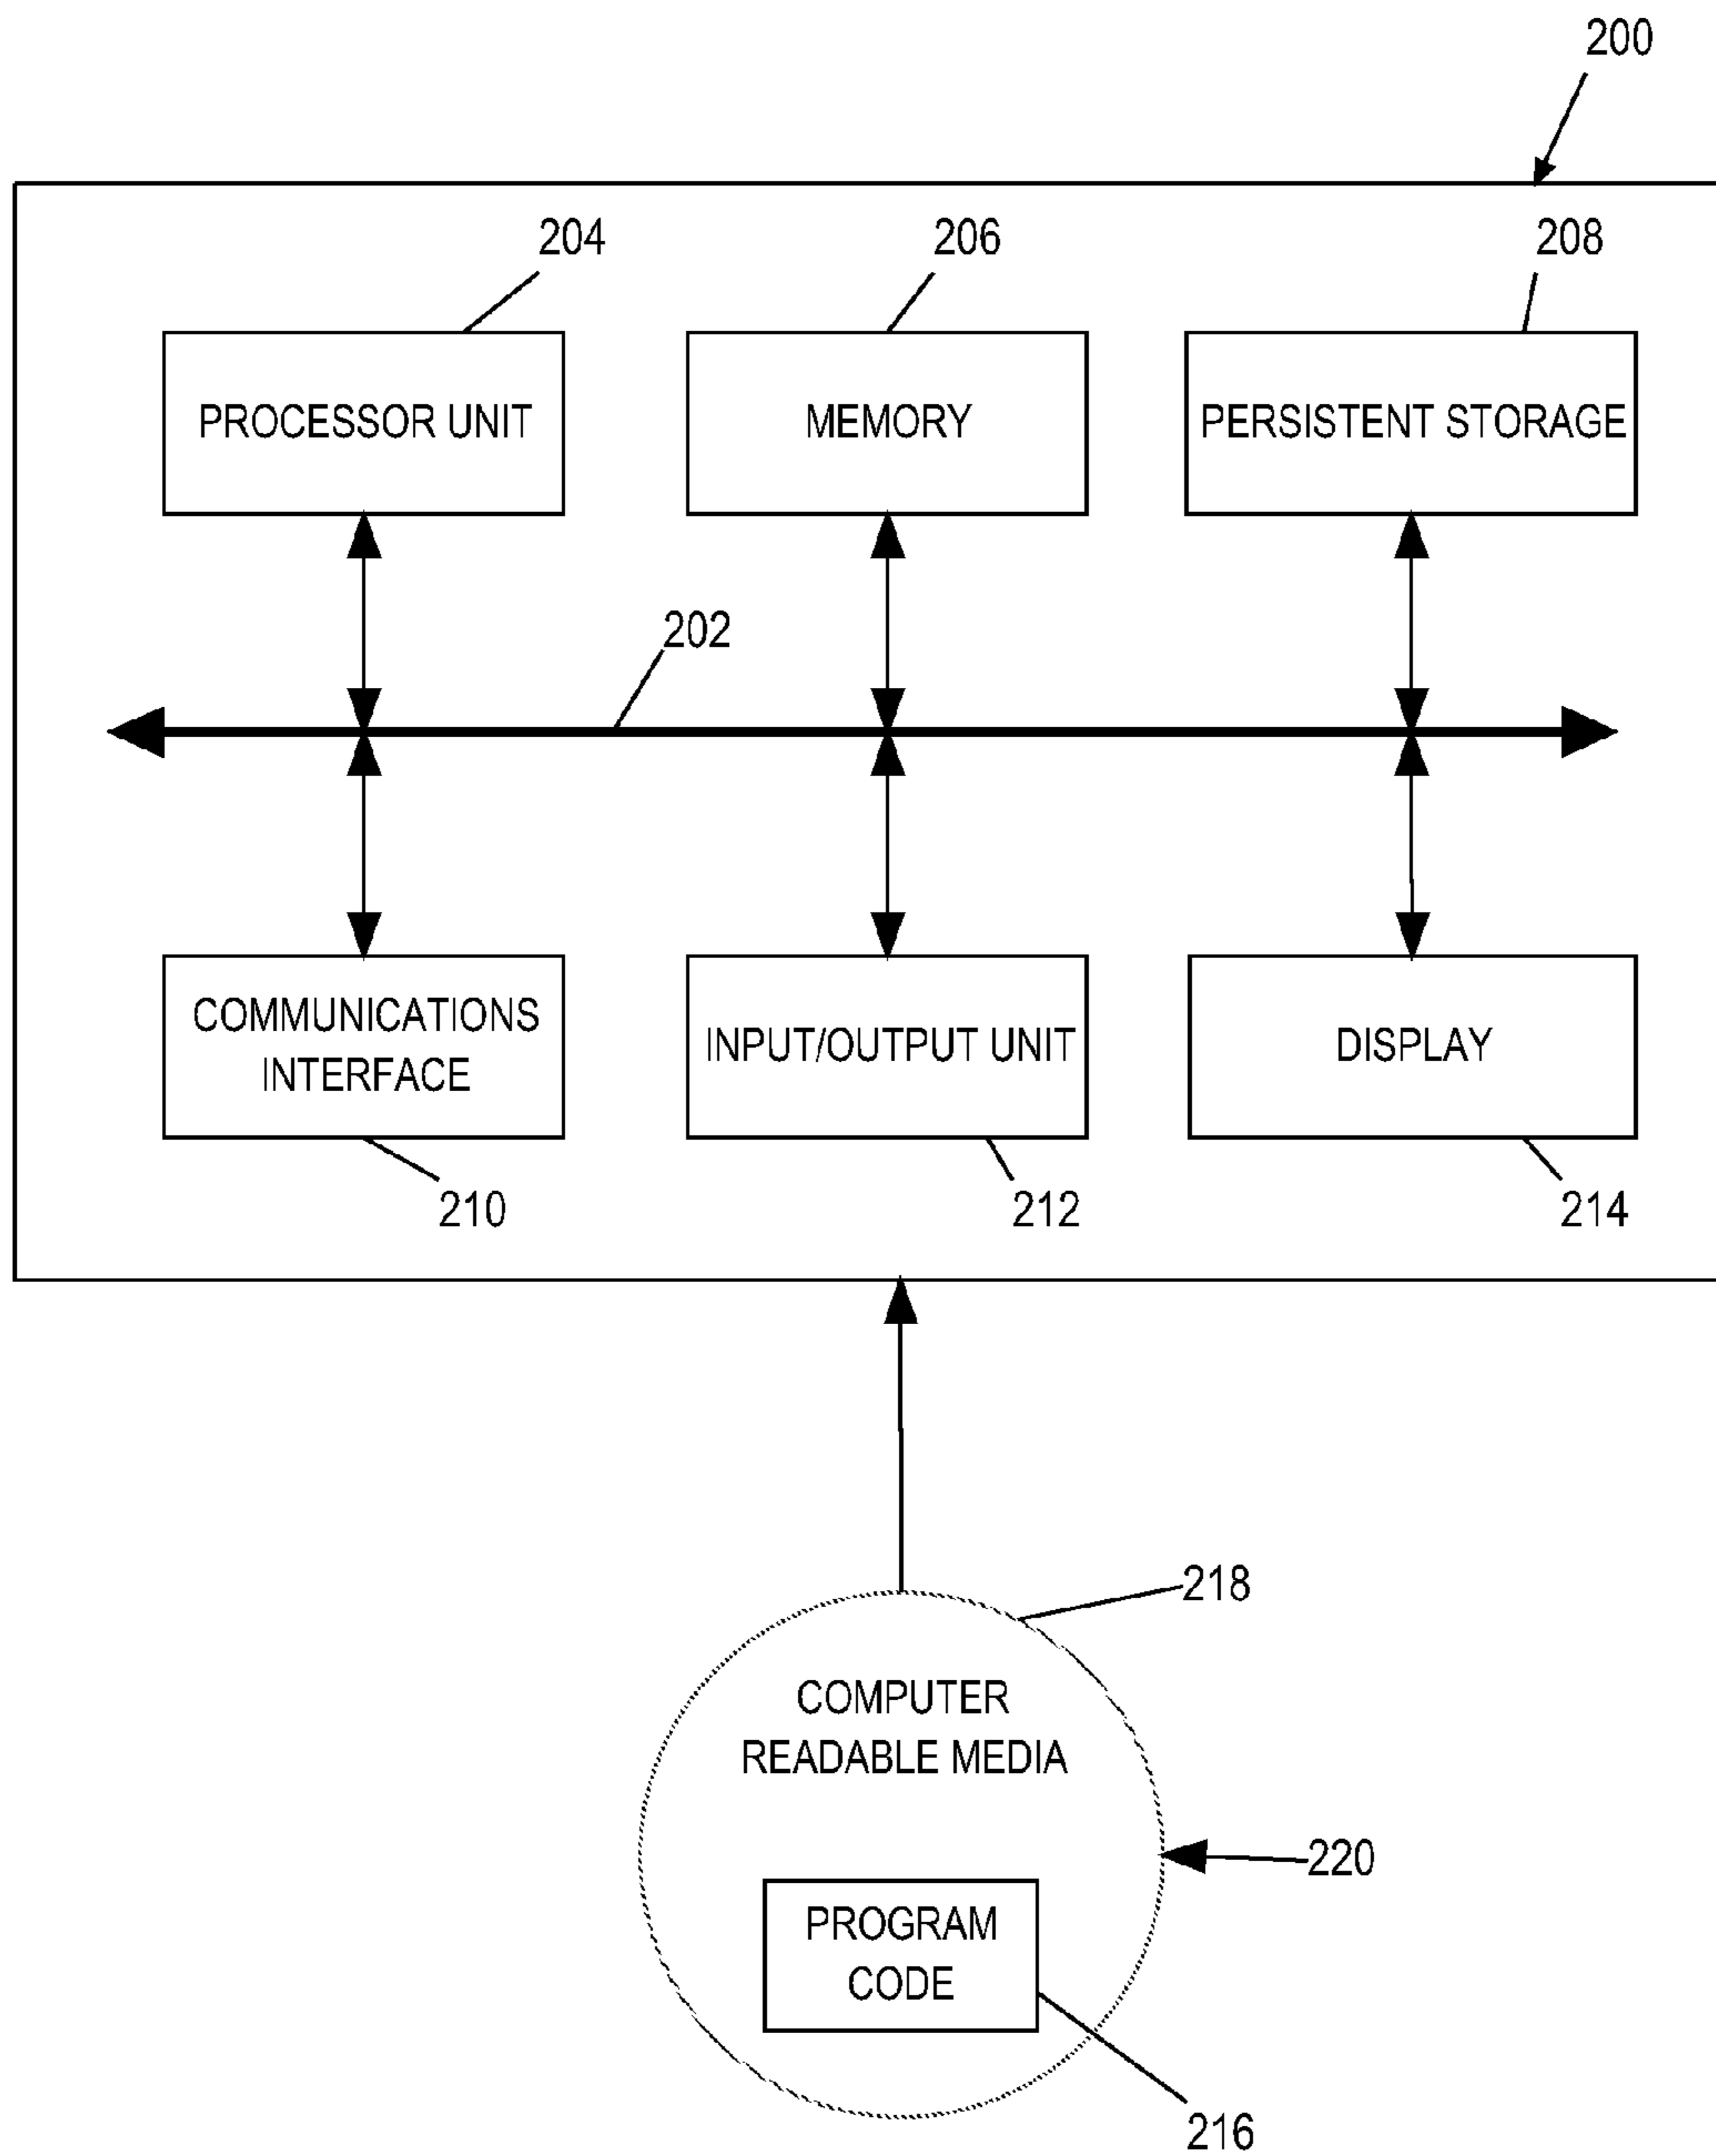 200
204
206
208
PROCESSOR UNIT
MEMORY
PERSISTENT STORAGE
202
COMMUNICATIONS
INTERFACE
INPUT/OUTPUT UNIT
DISPLAY
210
212
214
218
COMPUTER
READABLE MEDIA
220
PROGRAM
CODE
216